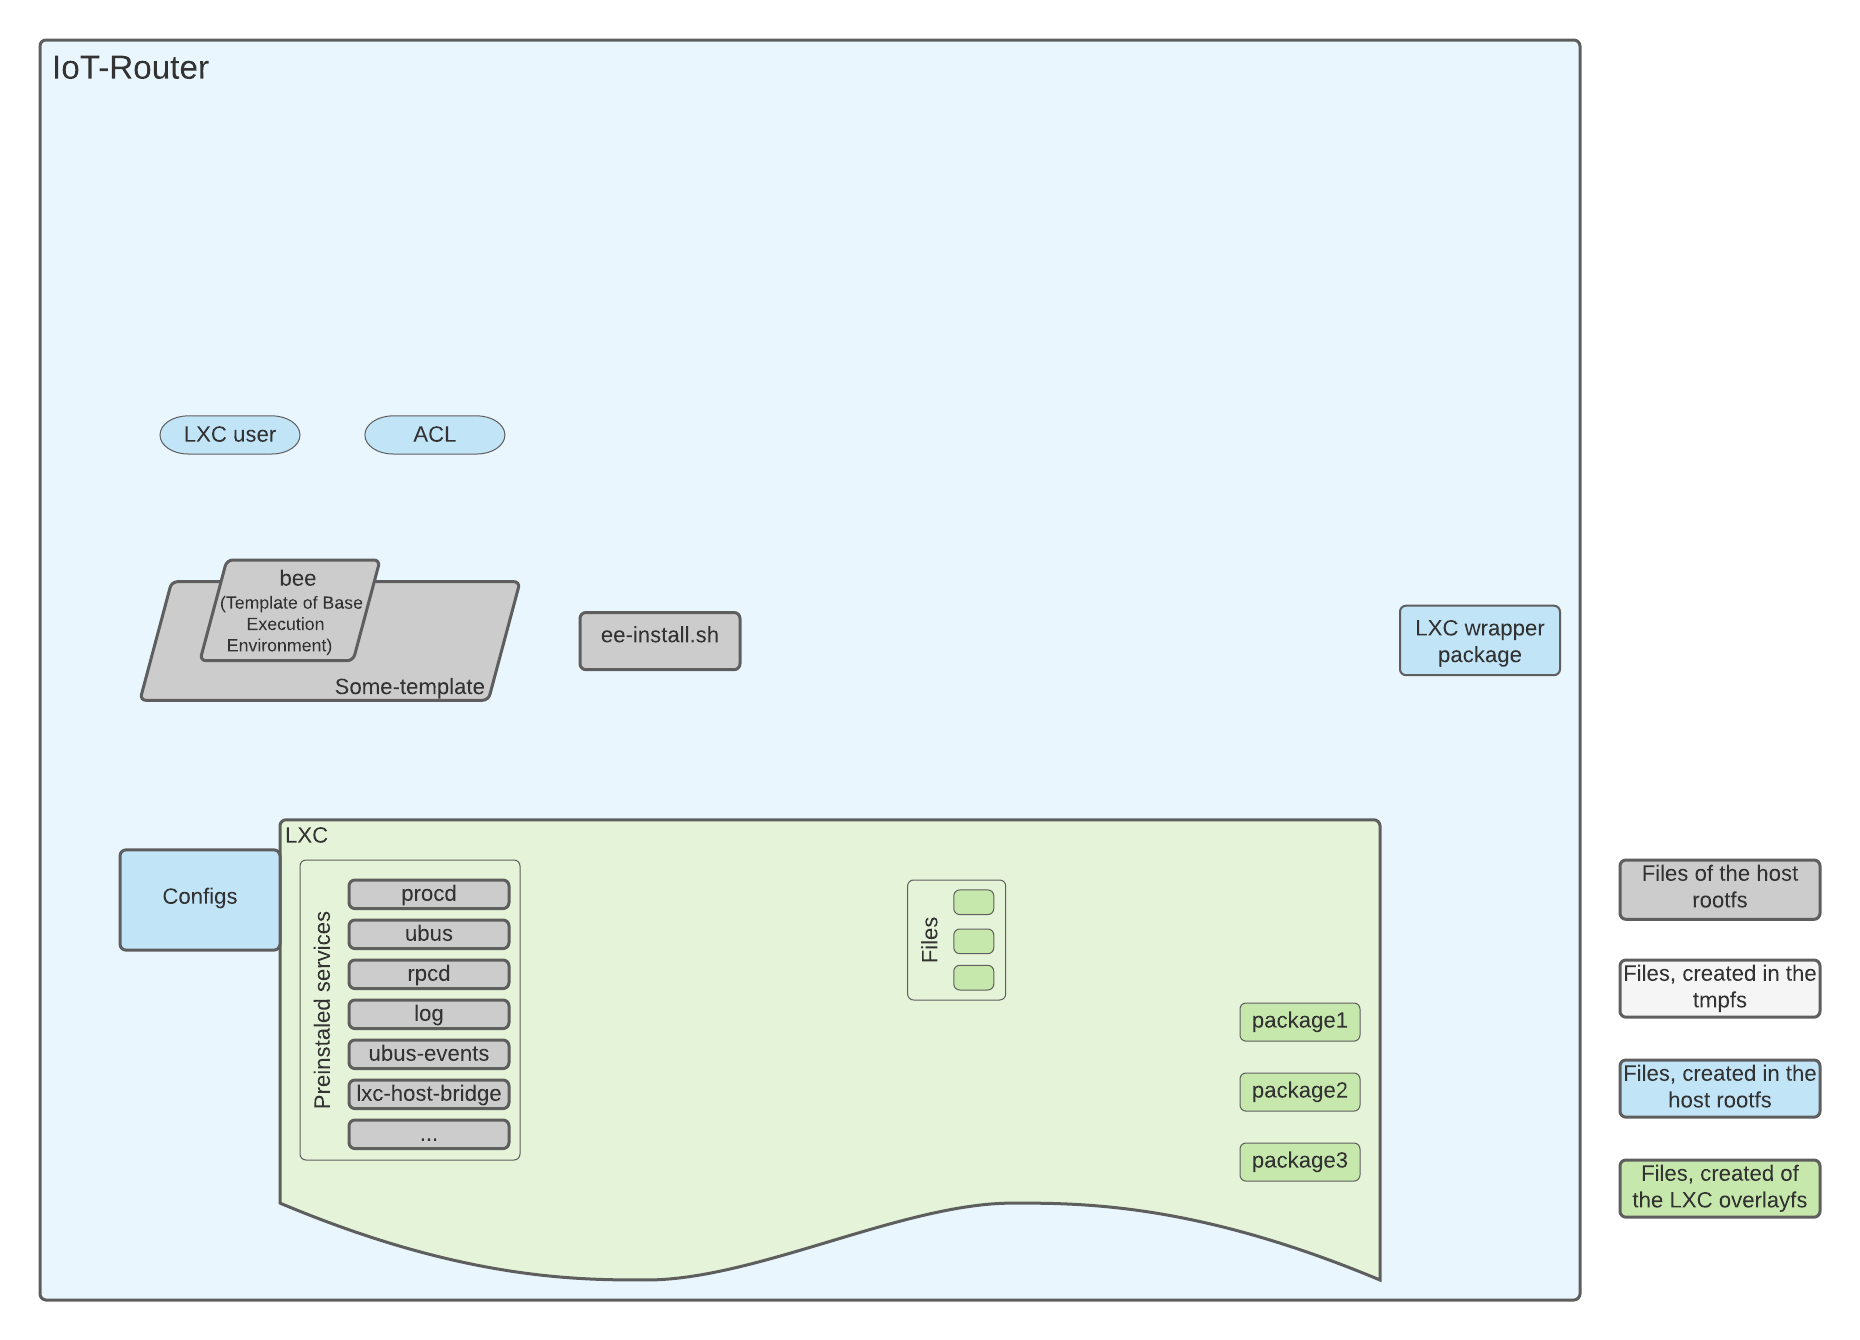 IoT-Router
LXC user
ACL
bee
(Template of Base
Execution
Environment)
Some-template
ee-install.sh
LXC wrapper
package
LXC
Configs
Preinstaled services
procd
ubus
rpcd
log
ubus-events
lxc-host-bridge
...
Files
package1
package2
package3
Files of the host
rootfs
Files, created in the
tmpfs
Files, created in the
host rootfs
Files, created of
the LXC overlayfs